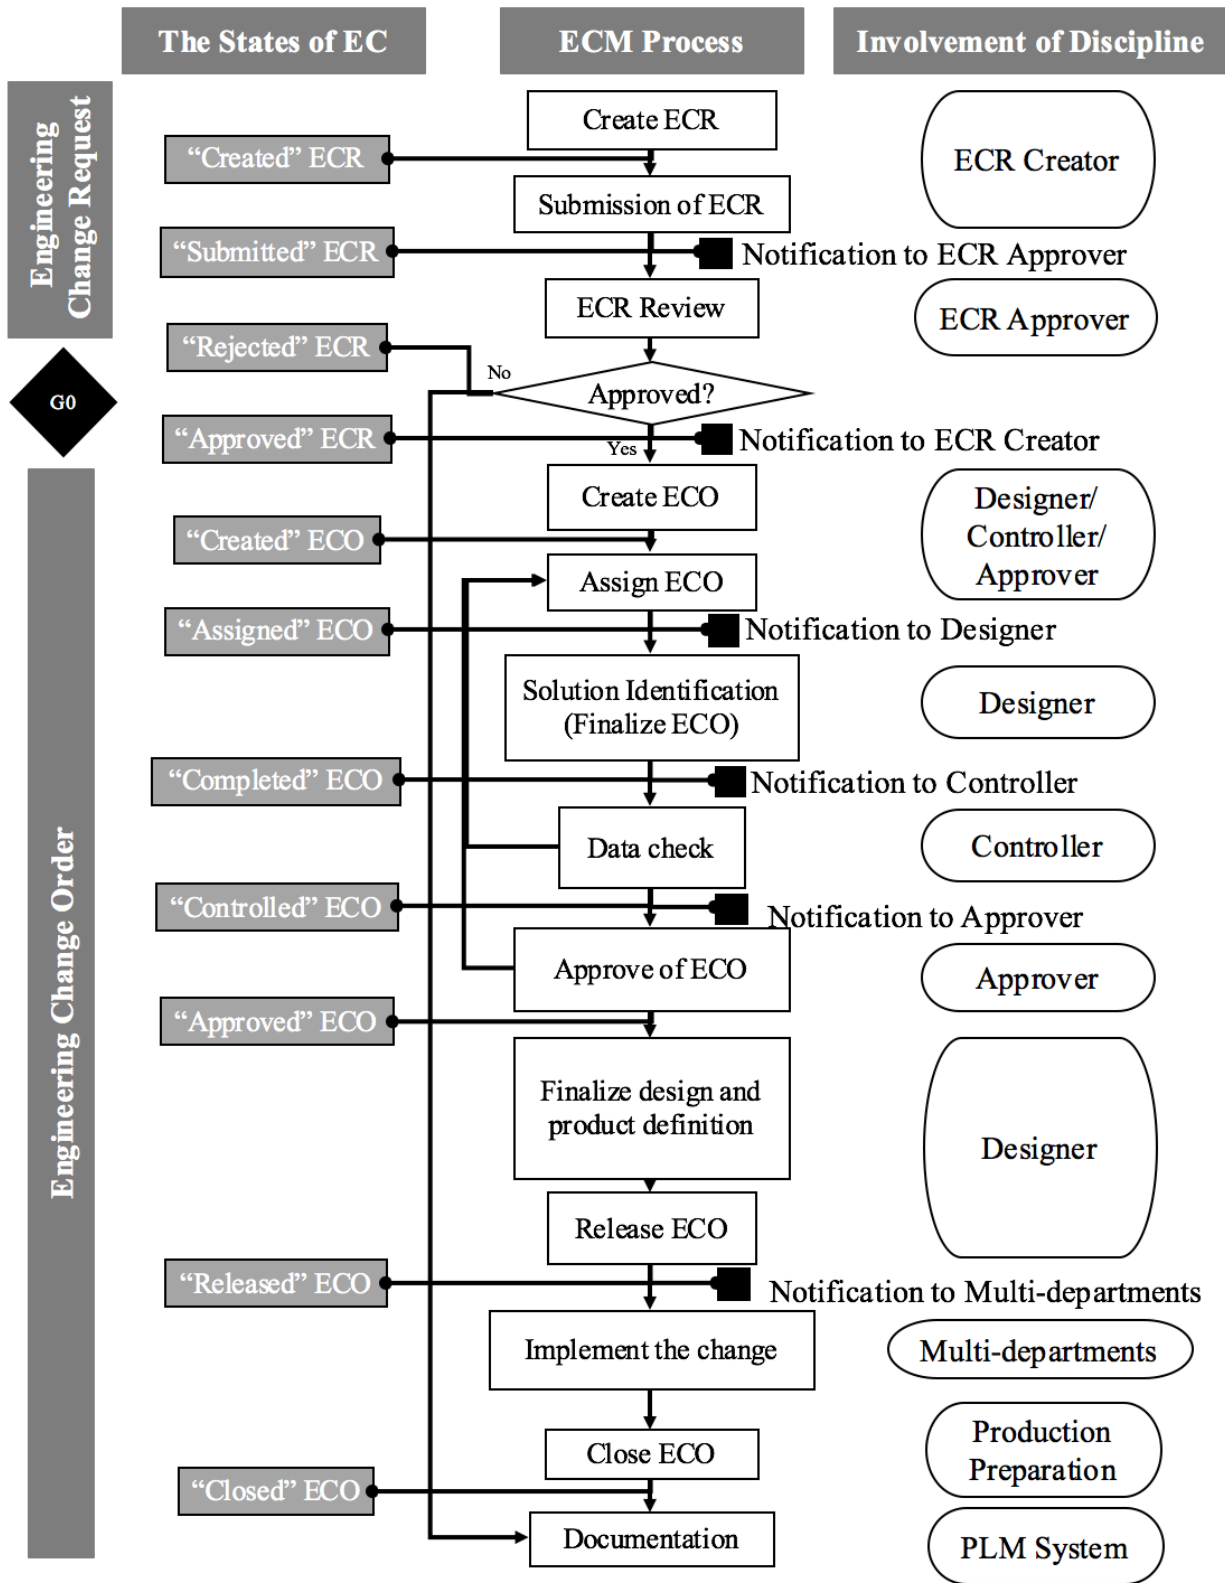 The States of EC
ECM Process
Involvement of Discipline
Engineering
Change Request
Create ECR
"Created" ECR
ECR Creator
Submission of ECR
"Submitted" ECR
Notification to ECR Approver
ECR Review
ECR Approver
"Rejected" ECR
No
Approved?
G0
"Approved" ECR
Yes
Notification to ECR Creator
Create ECO
Designer/
Controller/
Approver
"Created" ECO
Assign ECO
"Assigned" ECO
Notification to Designer
Solution Identification
(Finalize ECO)
Designer
"Completed" ECO
Notification to Controller
Data check
Controller
"Controlled" ECO
Notification to Approver
Approve of ECO
Approver
"Approved" ECO
Engineering Change Order
Finalize design and
product definition
Designer
Release ECO
"Released" ECO
Notification to Multi-departments
Implement the change
Multi-departments
Close ECO
Production
Preparation
"Closed" ECO
Documentation
PLM System